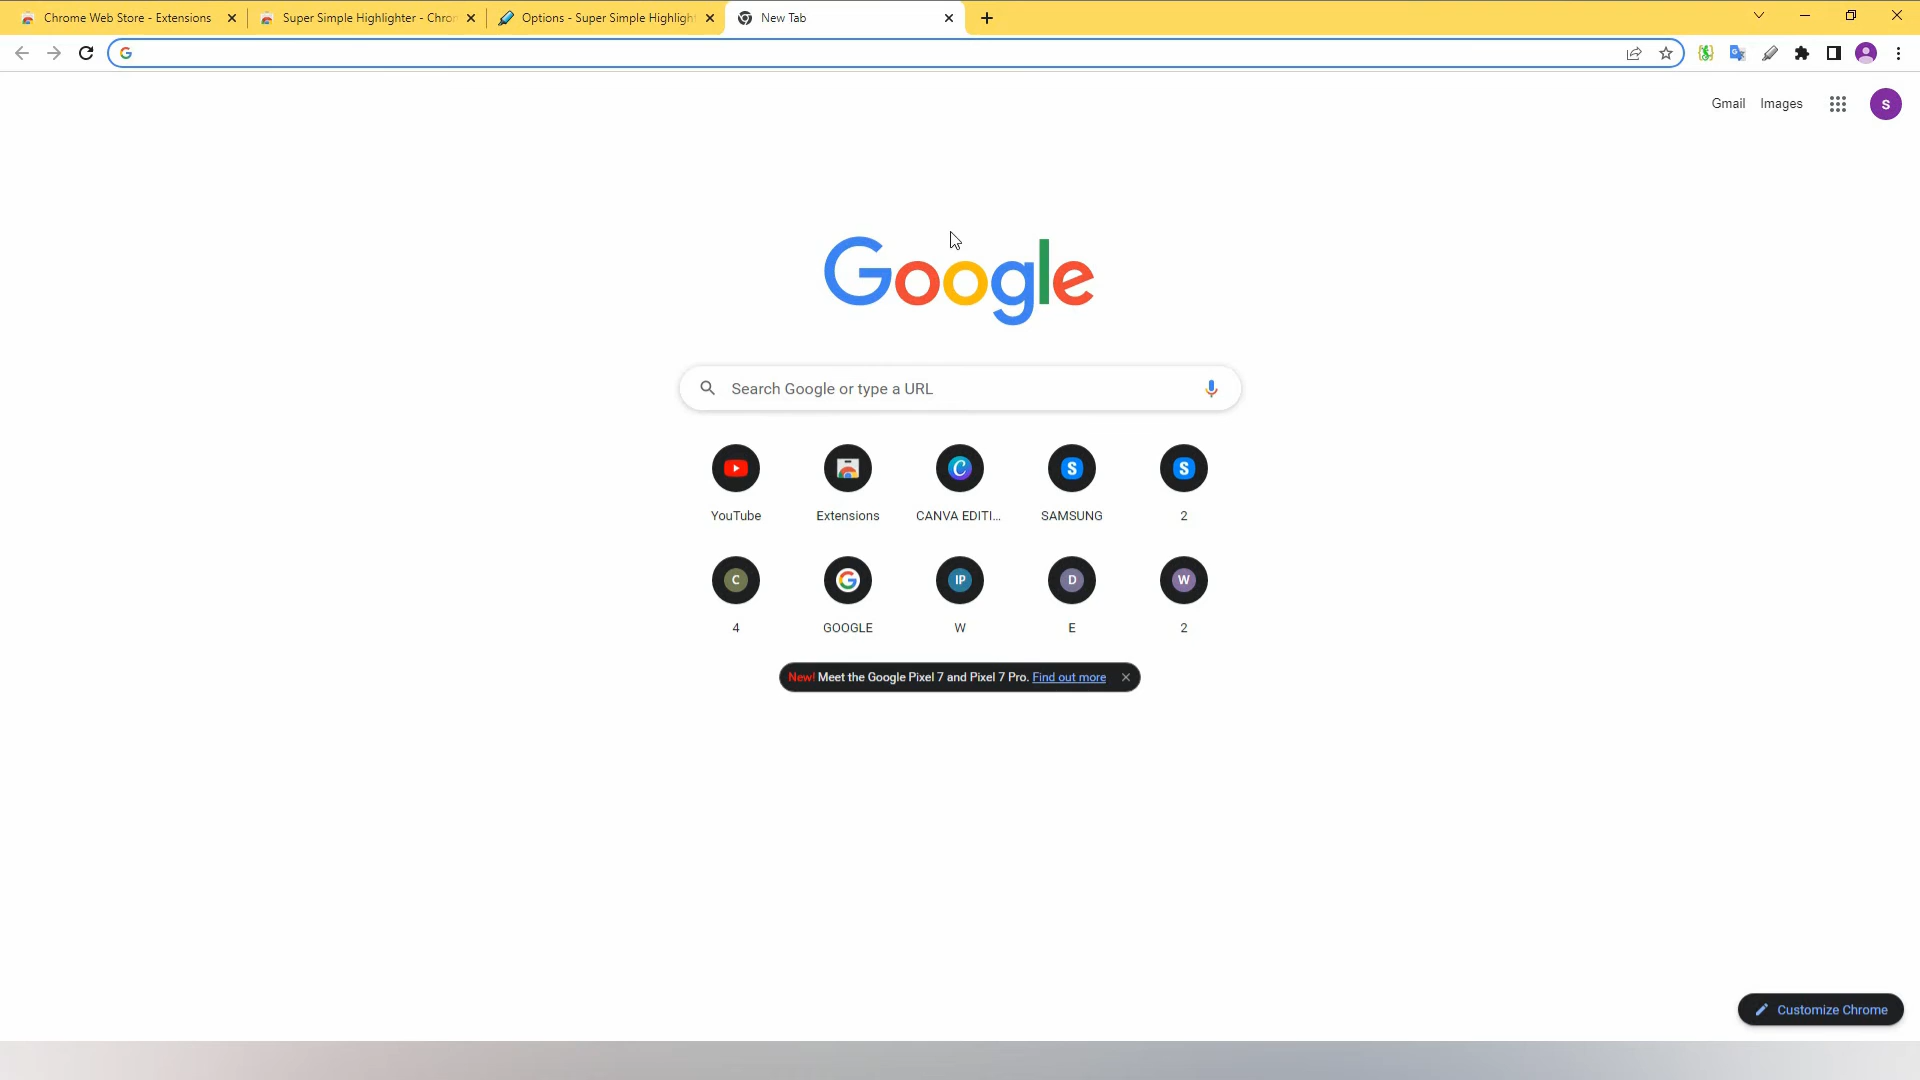 Chrome Web Store - Extensions
Super Simple Highlighter - Chro
Options - Super Simple Highligh
New Tab
Gmail Images
S
Google
Search Google or type a URL
YouTube
Extensions
CANVA EDITI...
SAMSUNG
2
C
IP
D
W
4
GOOGLE
W
E
2
New! Meet the Google Pixel 7 and Pixel 7 Pro. Find out more
Customize Chrome